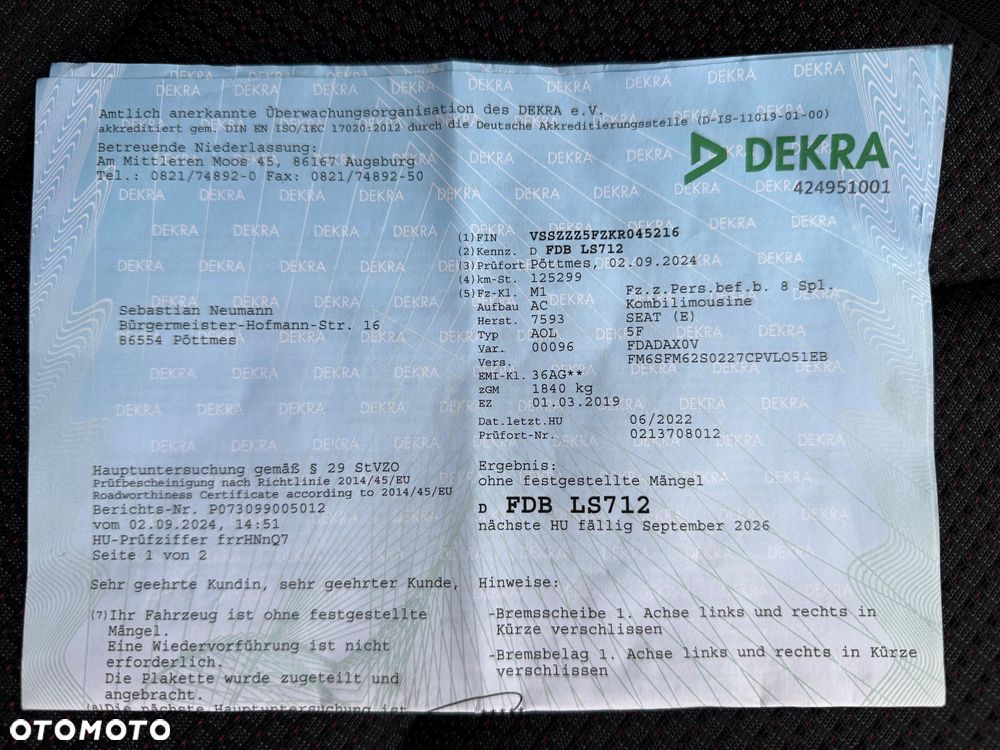 Amtlich anerkannte Überwachungsorganisation des DEKRA e.V.
akkreditiert gem. DIN EN ISO/IEC 17020:2012 durch die Deutsche Akkreditierungsstelle (D-IS-11019-01-00)
Betreuende Niederlassung:
Am Mittleren Moos 45, 86167 Augsburg
Tel.: 0821/74892-0 Fax: 0821/74892-50
DEKRA
424951001
(1)FIN VSSZZZ5FZKR045216
(2)Kennz. D FDB LS712
(3)Prüfort Pöttmes, 02.09.2024
(4)km-St. 125299
(5)Fz-Kl. M1 Fz.z.Pers.bef.b. 8 Spl.
Aufbau AC Kombilimousine
Herst. 7593 SEAT (E)
Typ AOL 5F
Var. 00096 FDADAX0V
Vers. FM6SFM62S0227CPVLO51EB
EMI-Kl. 36AG**
zGM 1840 kg
EZ 01.03.2019
Dat.letzt.HU 06/2022
Prüfort-Nr. 0213708012
Sebastian Neumann
Bürgermeister-Hofmann-Str. 16
86554 Pöttmes
Hauptuntersuchung gemäß § 29 StVZO
Prüfbescheinigung nach Richtlinie 2014/45/EU
Roadworthiness Certificate according to 2014/45/EU
Berichts-Nr. P073099005012
vom 02.09.2024, 14:51
HU-Prüfziffer frrHNnQ7
Seite 1 von 2
Ergebnis:
ohne festgestellte Mängel
D FDB LS712
nächste HU fällig September 2026
Sehr geehrte Kundin, sehr geehrter Kunde,
(7)Ihr Fahrzeug ist ohne festgestellte
Mängel.
Eine Wiedervorführung ist nicht
erforderlich.
Die Plakette wurde zugeteilt und
angebracht.
(8)Die nächste Hauptuntersuchung ist
Hinweise:
-Bremsscheibe 1. Achse links und rechts in
Kürze verschlissen
-Bremsbelag 1. Achse links und rechts in Kürze
verschlissen
*****
OTOMOTO